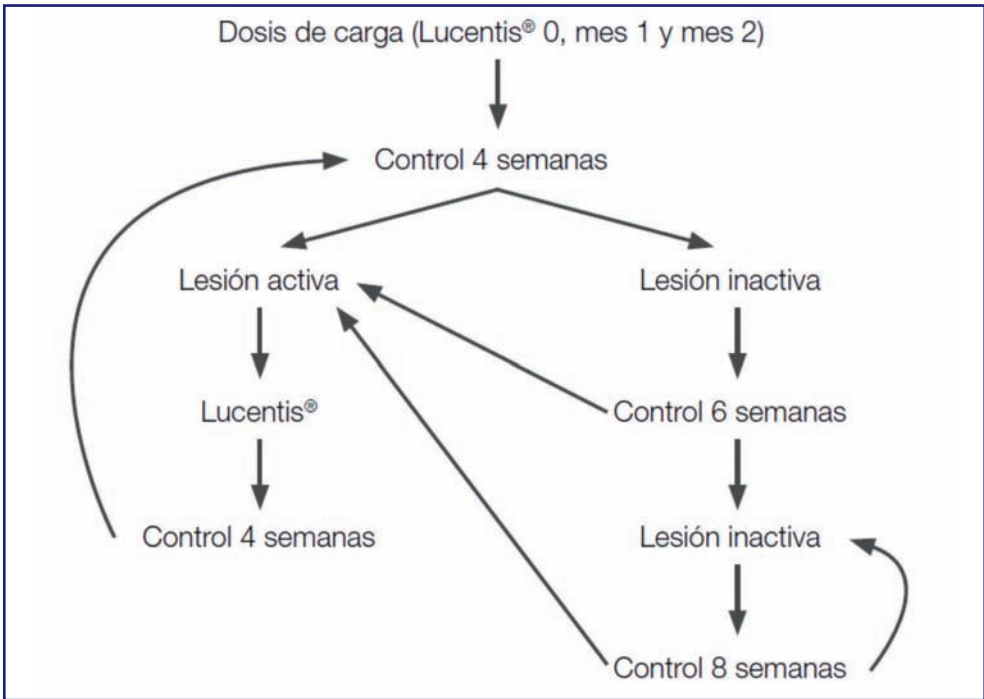 Dosis de carga (Lucentis® 0, mes 1 y mes 2)
Control 4 semanas
Lesión activa
Lesión inactiva
Lucentis®
Control 6 semanas
Control 4 semanas
Lesión inactiva
Control 8 semanas